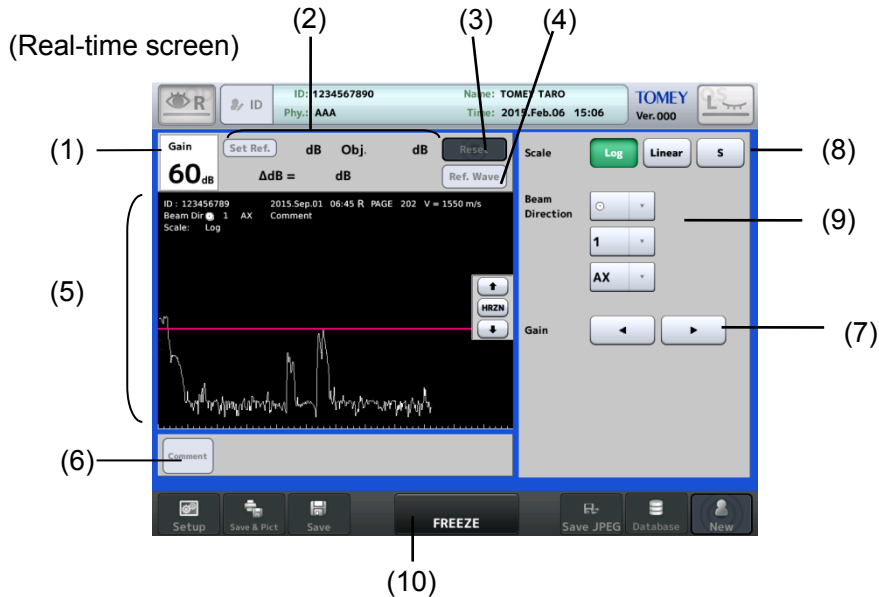 (2)
(3)
(4)
(Real-time screen)
R
ID
ID: 1234567890
Name: TOMEY TARO
Phy.: AAA
Time: 2015.Feb.06 15:06
TOMEY
Ver.000
L
(1)
Gain
60dB
Set Ref.
dB Obj. dB
Reset
ΔdB = dB
Ref. Wave
Scale
Log
Linear
S
(8)
ID : 123456789 2015.Sep.01 06:45 R PAGE 202 V = 1550 m/s
Beam Dir 1 AX Comment
Scale: Log
Beam
Direction
1
AX
(9)
(5)
HRZN
Gain
(7)
(6)
Comment
Setup
Save & Pict
Save
FREEZE
Save JPEG
Database
New
(10)